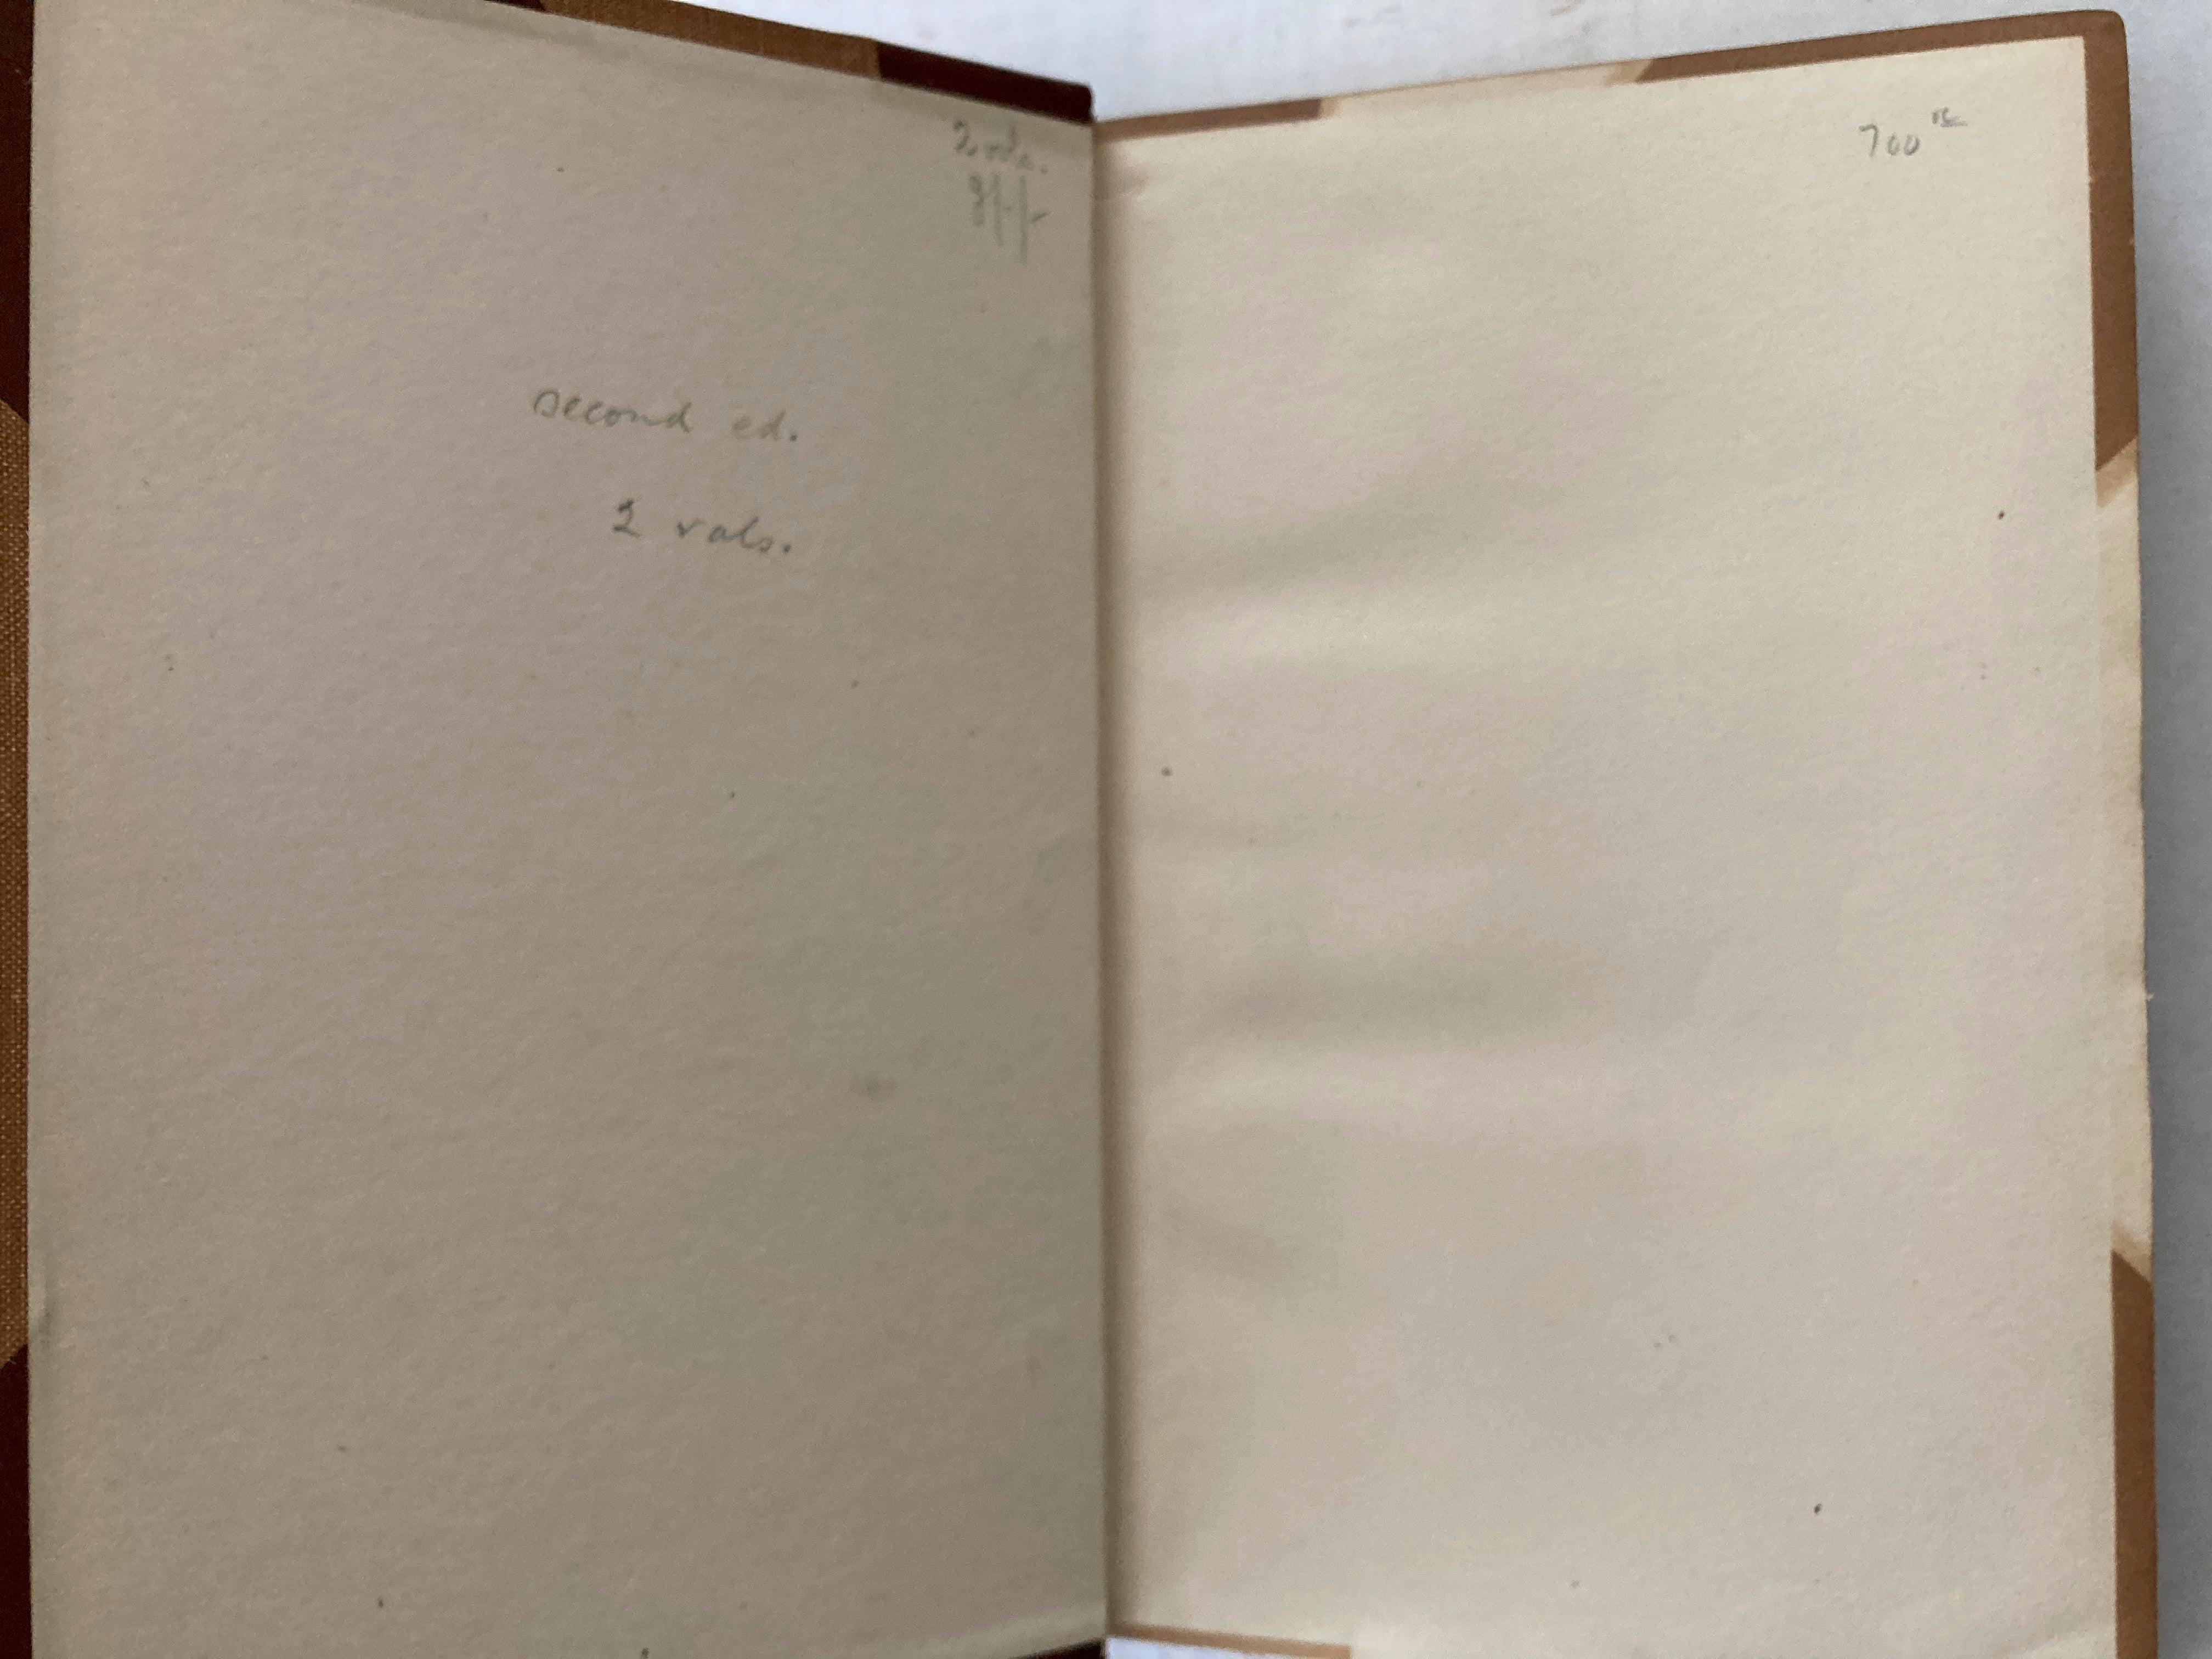 2 vols.
second ed.
2 vols.
700